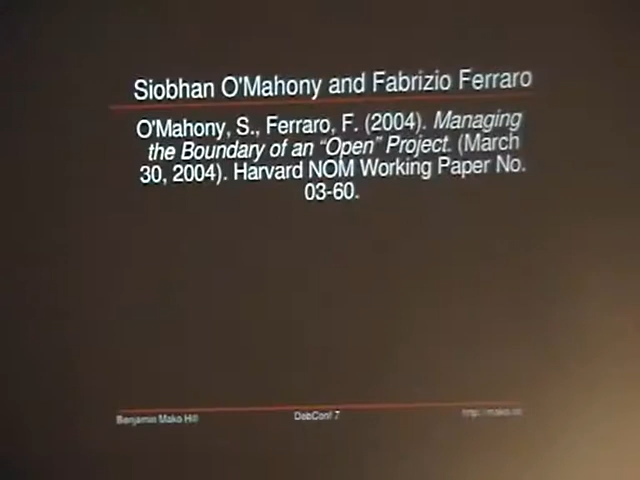 Siobhan O'Mahony and Fabrizio Ferraro
O'Mahony, S., Ferraro, F. (2004). Managing
the Boundary of an “Open” Project. (March
30, 2004). Harvard NOM Working Paper No.
03-60.
Benjamin Mako Hill DebConf 7